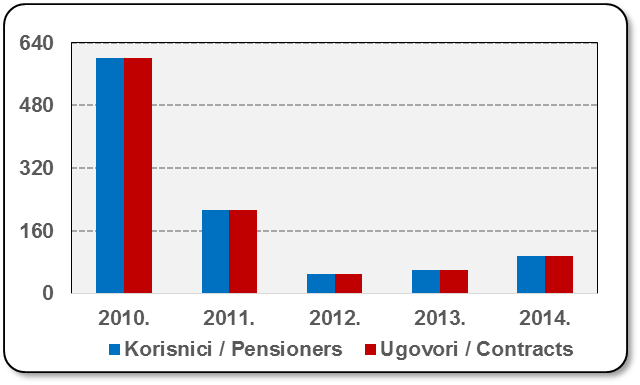 640
480
320
160
0
2010. 2011. 2012. 2013. 2014.
Korisnici / Pensioners Ugovori / Contracts